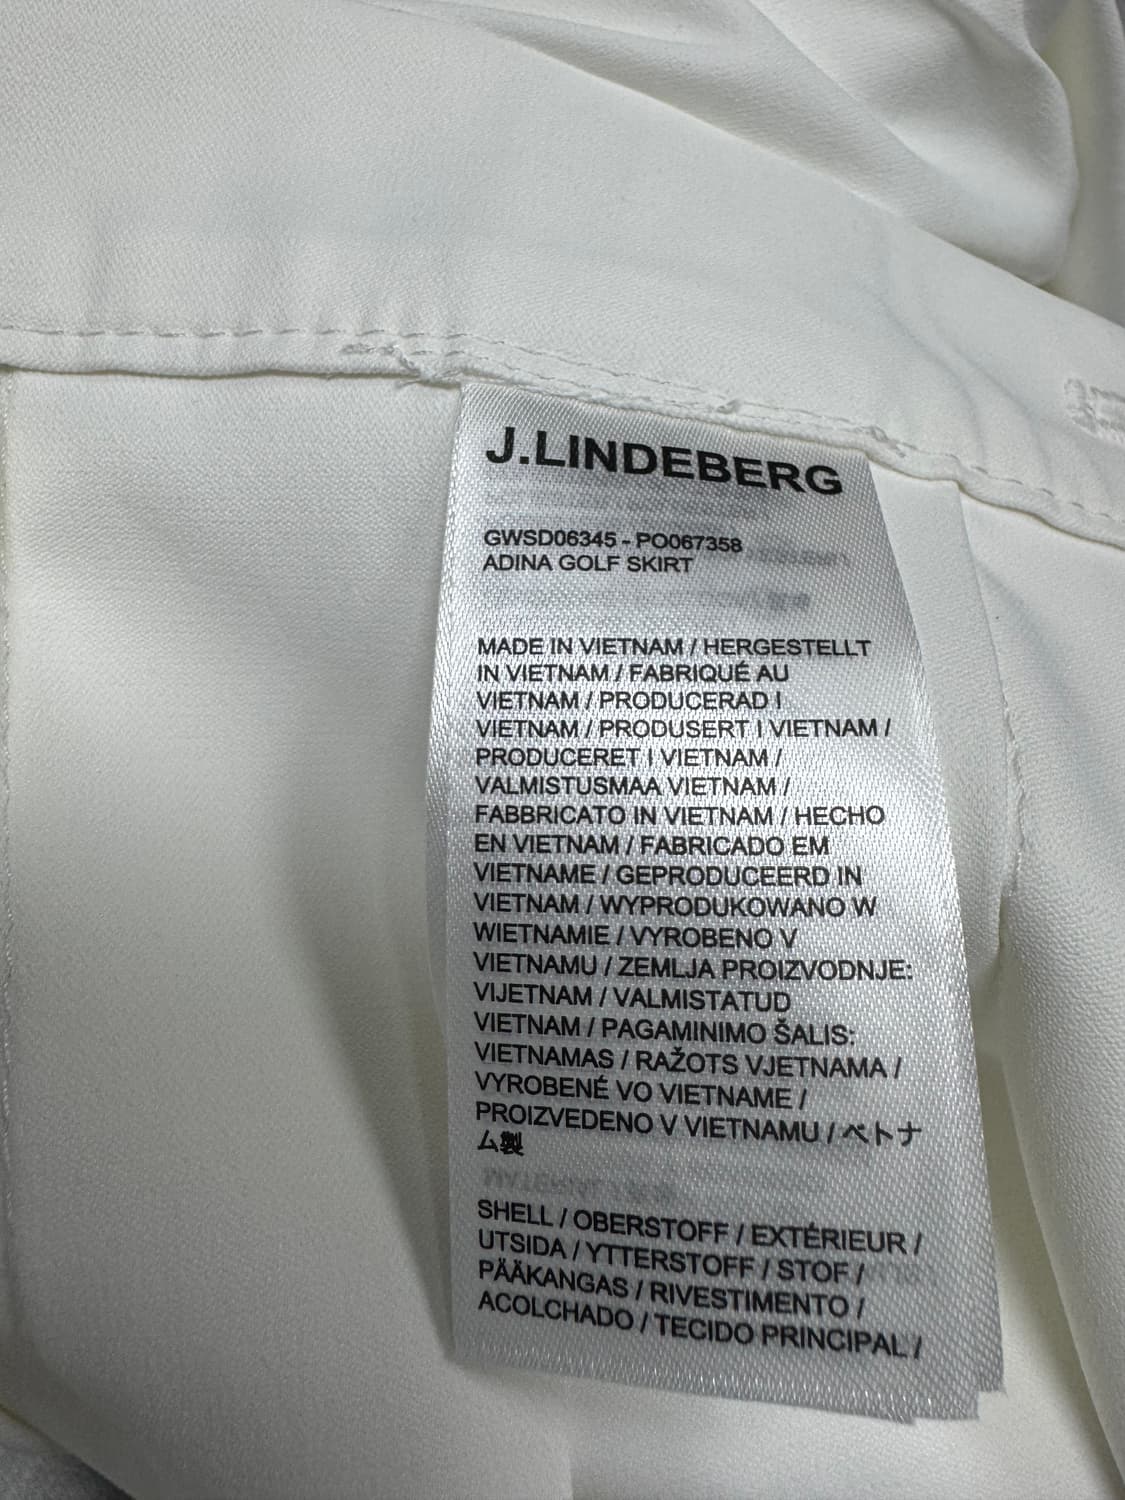 J.LINDEBERG
GWSD06345 - PO067358
ADINA GOLF SKIRT
MADE IN VIETNAM / HERGESTELLT
IN VIETNAM / FABRIQUÉ AU
VIETNAM / PRODUCERAD I
VIETNAM / PRODUSERT I VIETNAM /
PRODUCERET I VIETNAM /
VALMISTUSMAA VIETNAM /
FABBRICATO IN VIETNAM / HECHO
EN VIETNAM / FABRICADO EM
VIETNAME / GEPRODUCEERD IN
VIETNAM / WYPRODUKOWANO W
WIETNAMIE / VYROBENO V
VIETNAMU / ZEMLJA PROIZVODNJE:
VIJETNAM / VALMISTATUD
VIETNAM / PAGAMINIMO ŠALIS:
VIETNAMAS / RAŽOTS VJETNAMA /
VYROBENÉ VO VIETNAME /
PROIZVEDENO V VIETNAMU / ベトナ
ム製
SHELL / OBERSTOFF / EXTÉRIEUR /
UTSIDA / YTTERSTOFF / STOF /
PÄÄKANGAS / RIVESTIMENTO /
ACOLCHADO / TECIDO PRINCIPAL /